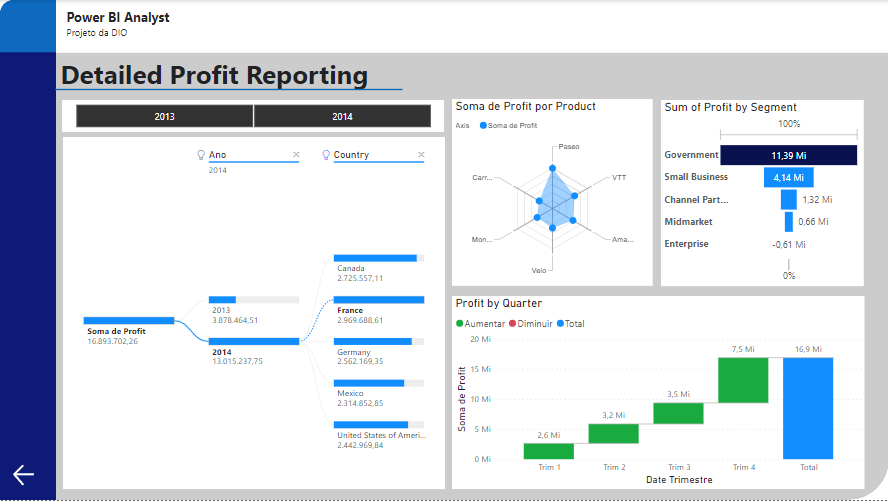 Power BI Analyst
Projeto da DIO
Detailed Profit Reporting
2013
2014
Ano
2014
Country
Soma de Profit
16.893.702,26
2013
3.878.464,51
2014
13.015.237,75
Canada
2.725.557,11
France
2.969.688,61
Germany
2.562.169,35
Mexico
2.314.852,85
United States of Ameri...
2.442.969,84
Soma de Profit por Product
Axis
Soma de Profit
Paseo
VTT
Ama...
Velo
Mon...
Carr...
Sum of Profit by Segment
100%
Government
11,39 Mi
Small Business
4,14 Mi
Channel Part...
1,32 Mi
Midmarket
0,66 Mi
Enterprise
-0,61 Mi
0%
Profit by Quarter
Aumentar
Diminuir
Total
Soma de Profit
20 Mi
15 Mi
10 Mi
5 Mi
0 Mi
2,6 Mi
3,2 Mi
3,5 Mi
7,5 Mi
16,9 Mi
Trim 1
Trim 2
Trim 3
Trim 4
Total
Date Trimestre